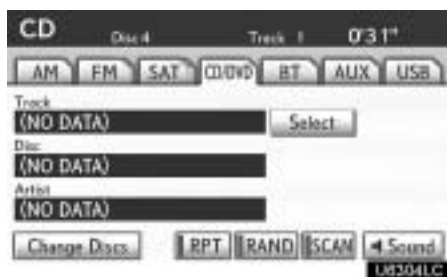 CD Disc 4 Track 1 0'31"
AM FM SAT CD/DVD BT AUX USB
Track
(NO DATA) Select
Disc
(NO DATA)
Artist
(NO DATA)
Change Discs RPT RAND SCAN Sound
U6304LC